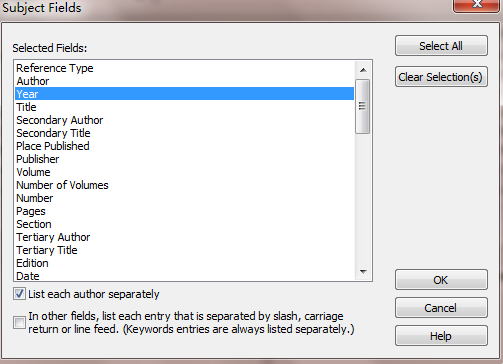 Subject Fields
Selected Fields:
Reference Type
Author
Year
Title
Secondary Author
Secondary Title
Place Published
Publisher
Volume
Number of Volumes
Number
Pages
Section
Tertiary Author
Tertiary Title
Edition
Date
List each author separately
In other fields, list each entry that is separated by slash, carriage
return or line feed. (Keywords entries are always listed separately.)
Select All
Clear Selection(s)
OK
Cancel
Help